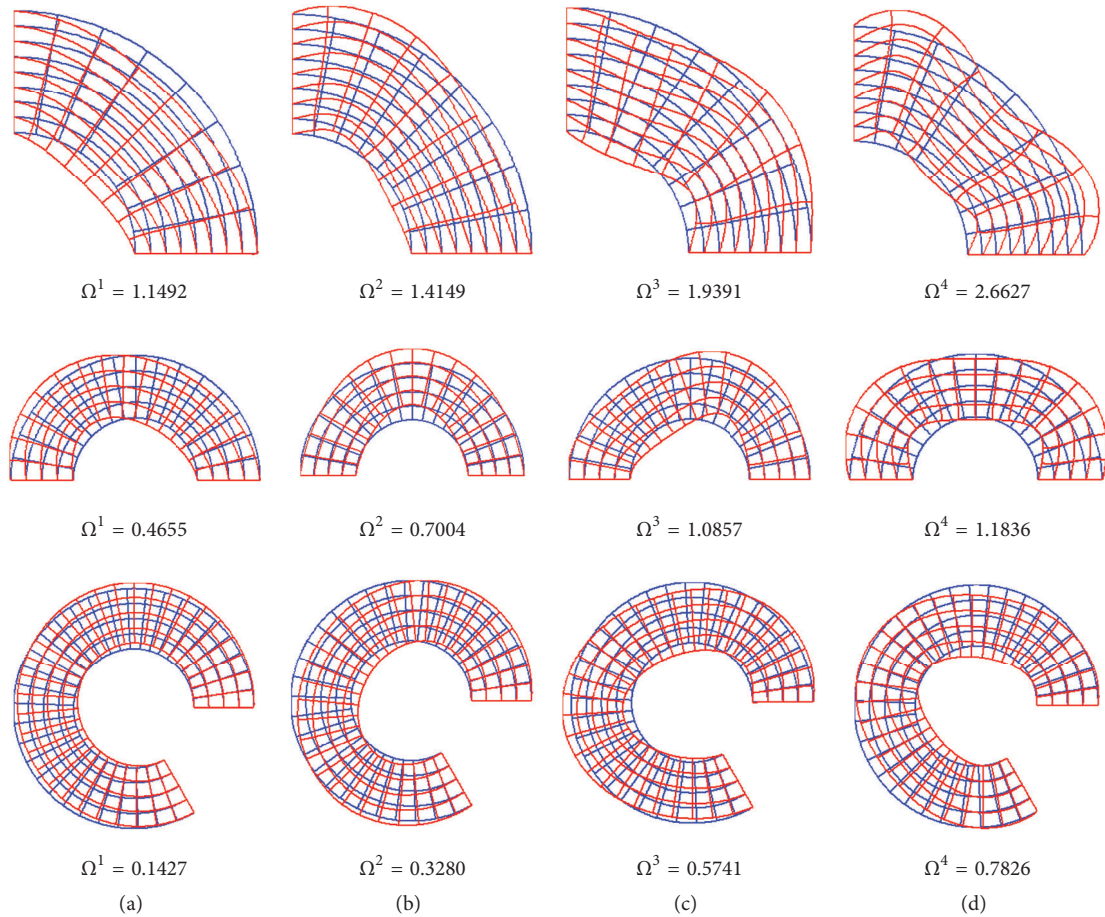 Ω¹ = 1.1492 Ω² = 1.4149 Ω³ = 1.9391 Ω⁴ = 2.6627
Ω¹ = 0.4655 Ω² = 0.7004 Ω³ = 1.0857 Ω⁴ = 1.1836
Ω¹ = 0.1427 Ω² = 0.3280 Ω³ = 0.5741 Ω⁴ = 0.7826
(a) (b) (c) (d)